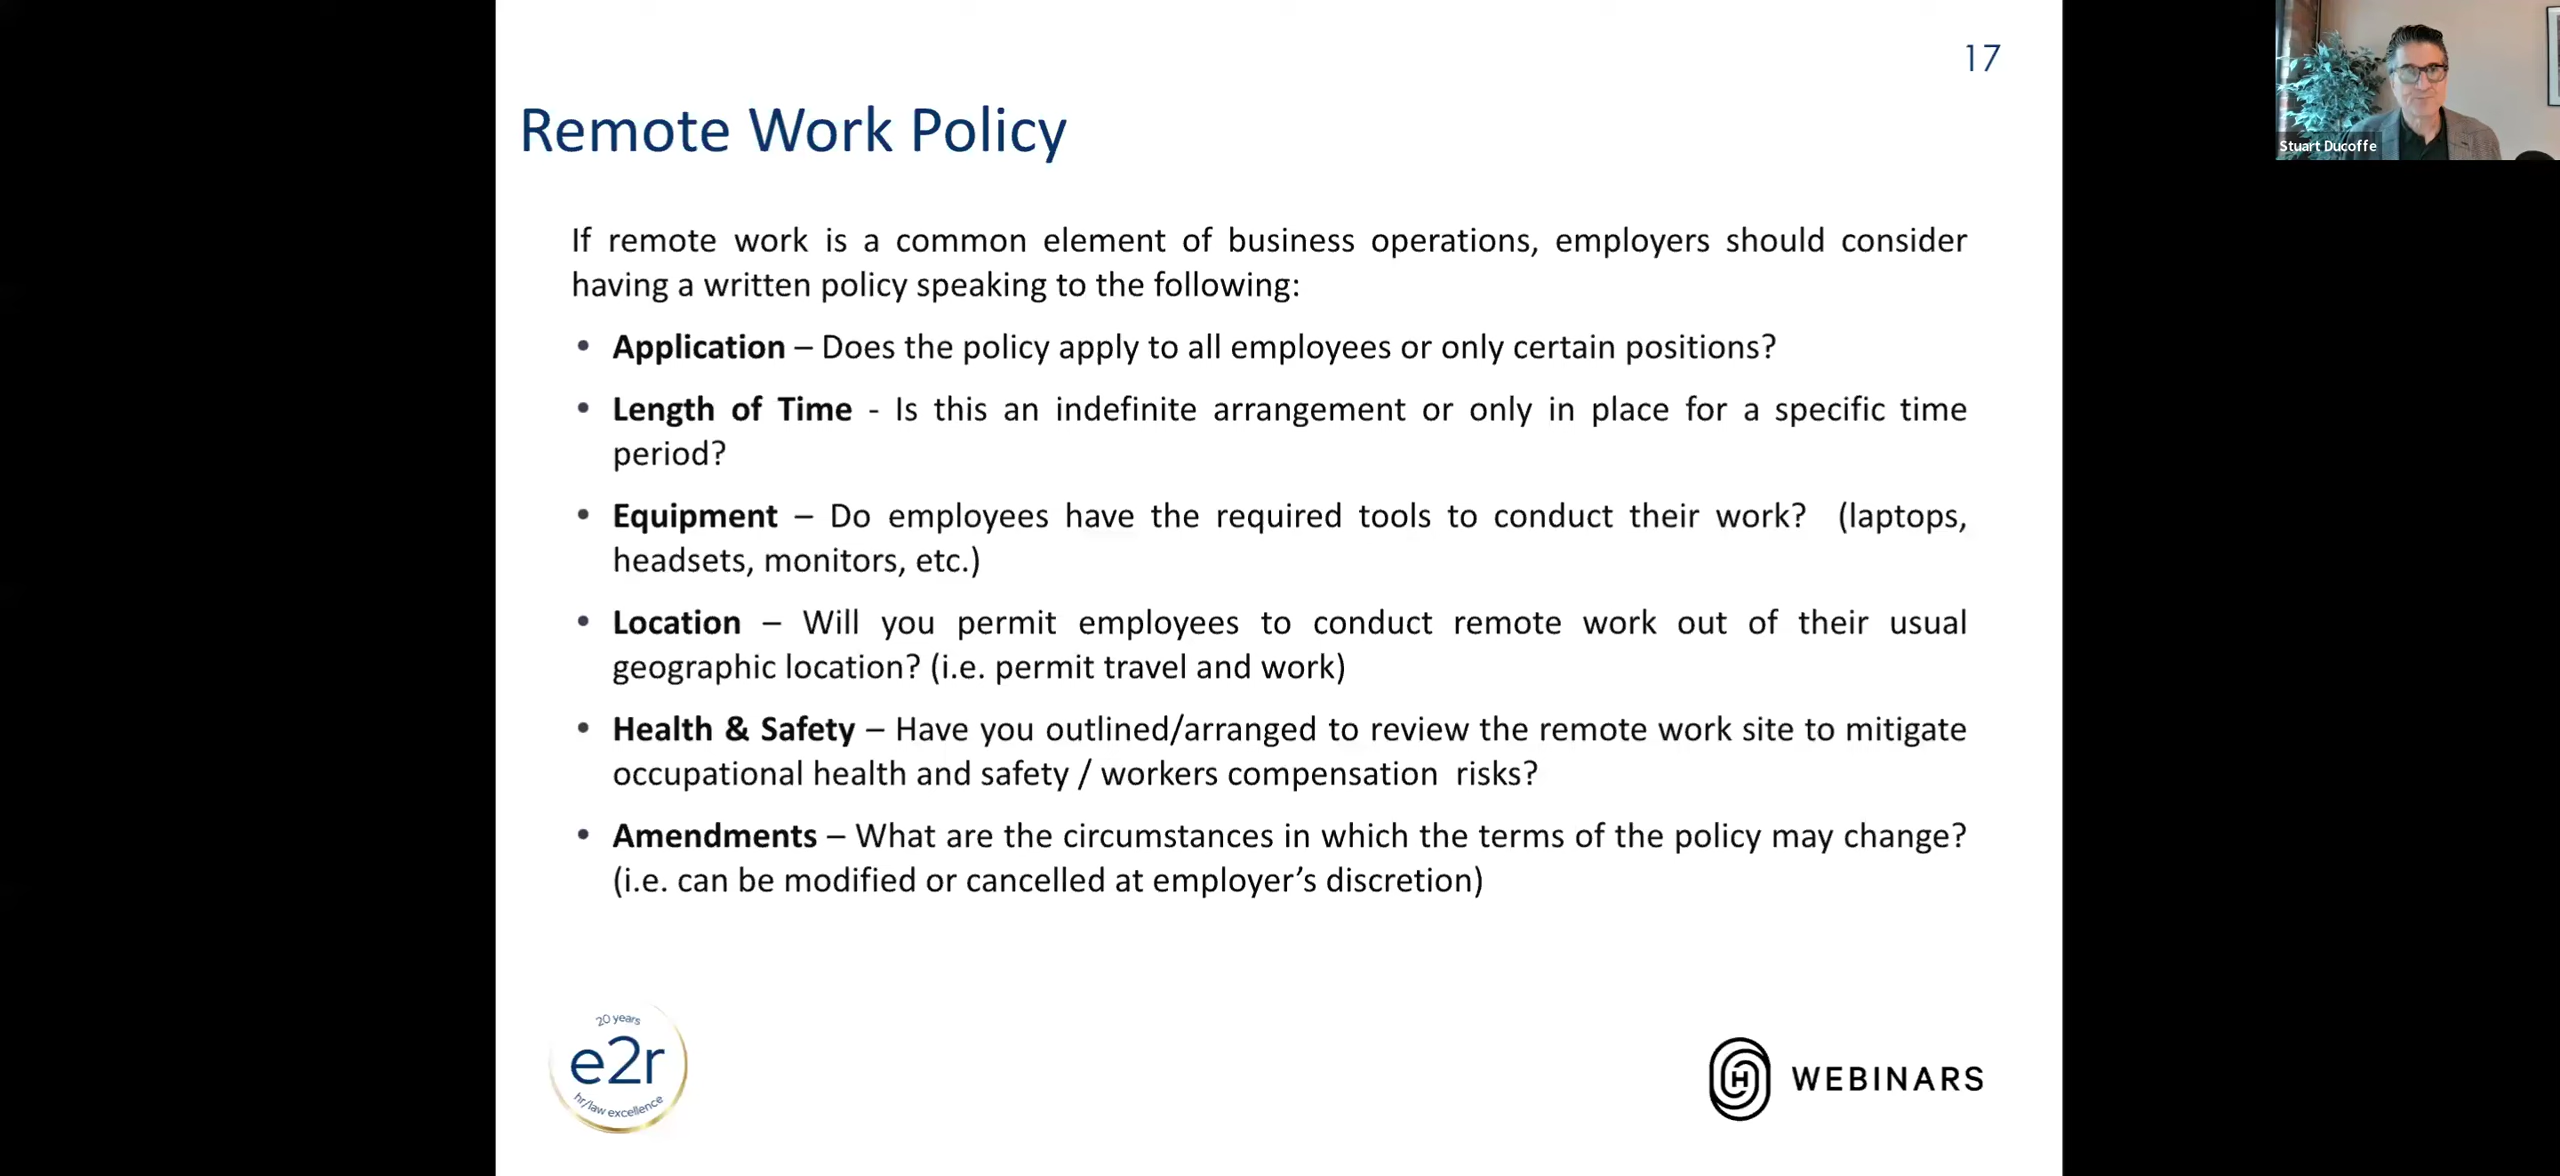 17
Stuart Ducoffe
Remote Work Policy
If remote work is a common element of business operations, employers should consider
having a written policy speaking to the following:
• Application – Does the policy apply to all employees or only certain positions?
• Length of Time - Is this an indefinite arrangement or only in place for a specific time
period?
• Equipment – Do employees have the required tools to conduct their work? (laptops,
headsets, monitors, etc.)
• Location – Will you permit employees to conduct remote work out of their usual
geographic location? (i.e. permit travel and work)
• Health & Safety – Have you outlined/arranged to review the remote work site to mitigate
occupational health and safety / workers compensation risks?
• Amendments – What are the circumstances in which the terms of the policy may change?
(i.e. can be modified or cancelled at employer’s discretion)
20 years
e2r
hr/law excellence
H WEBINARS